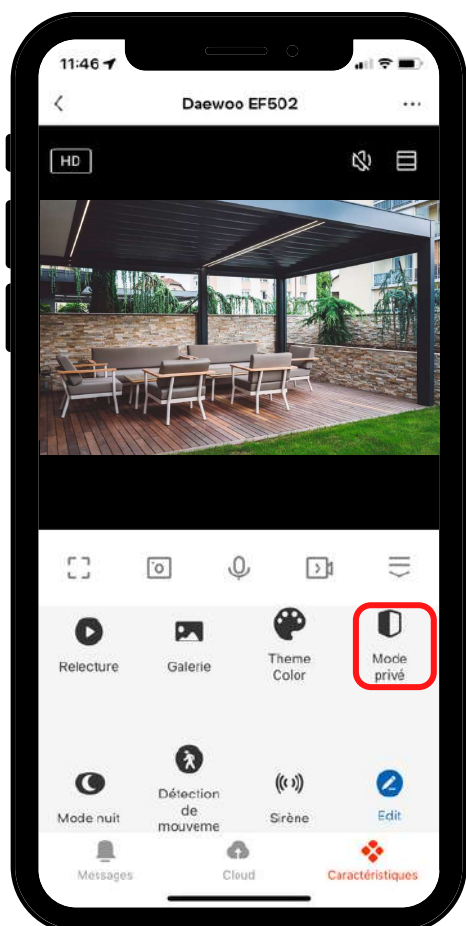 11:46
Daewoo EF502
HD
Relecture
Galerie
Theme
Color
Mode
privé
Mode nuit
Détection
de
mouveme
Sirène
Edit
Messages
Cloud
Caractéristiques